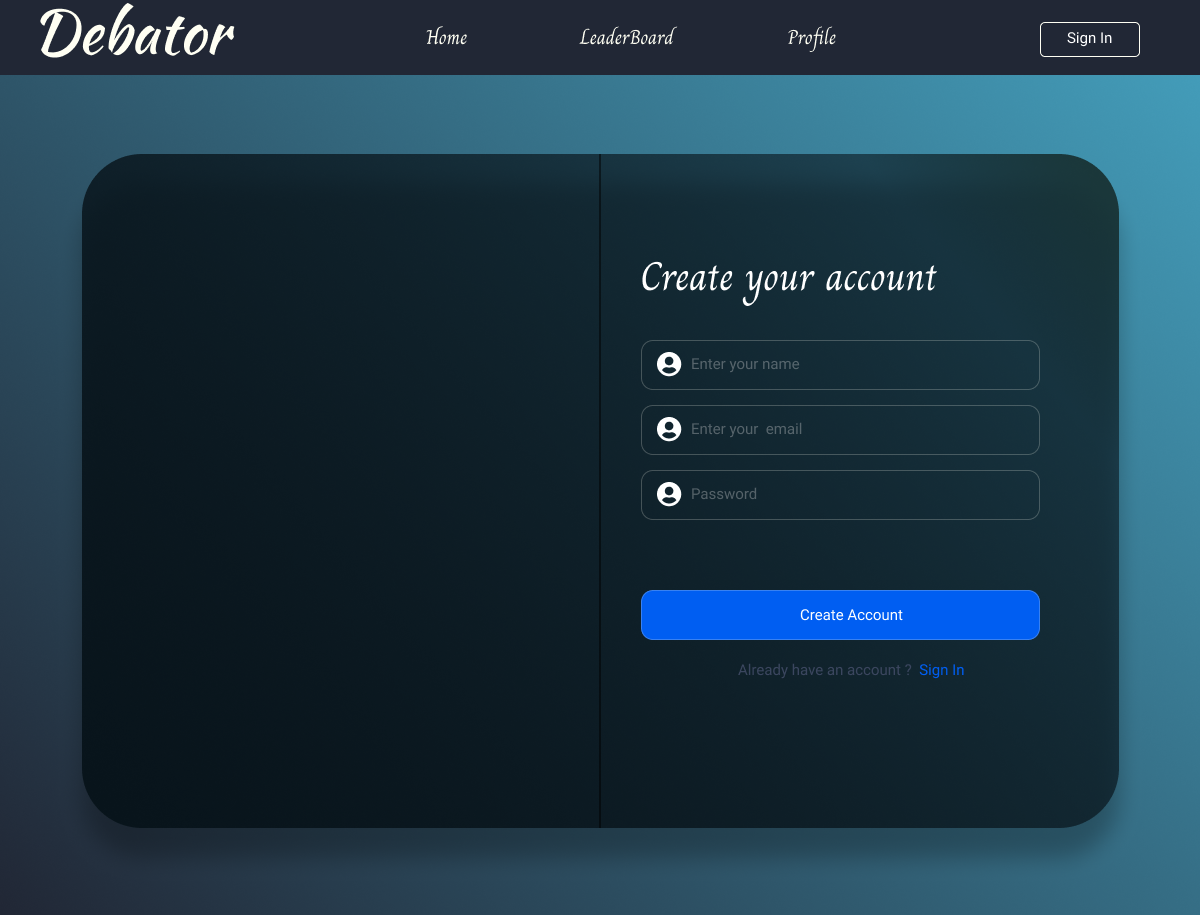 Debator
Home
LeaderBoard
Profile
Sign In
Create your account
Enter your name
Enter your  email
Password
Create Account
Already have an account ?  Sign In